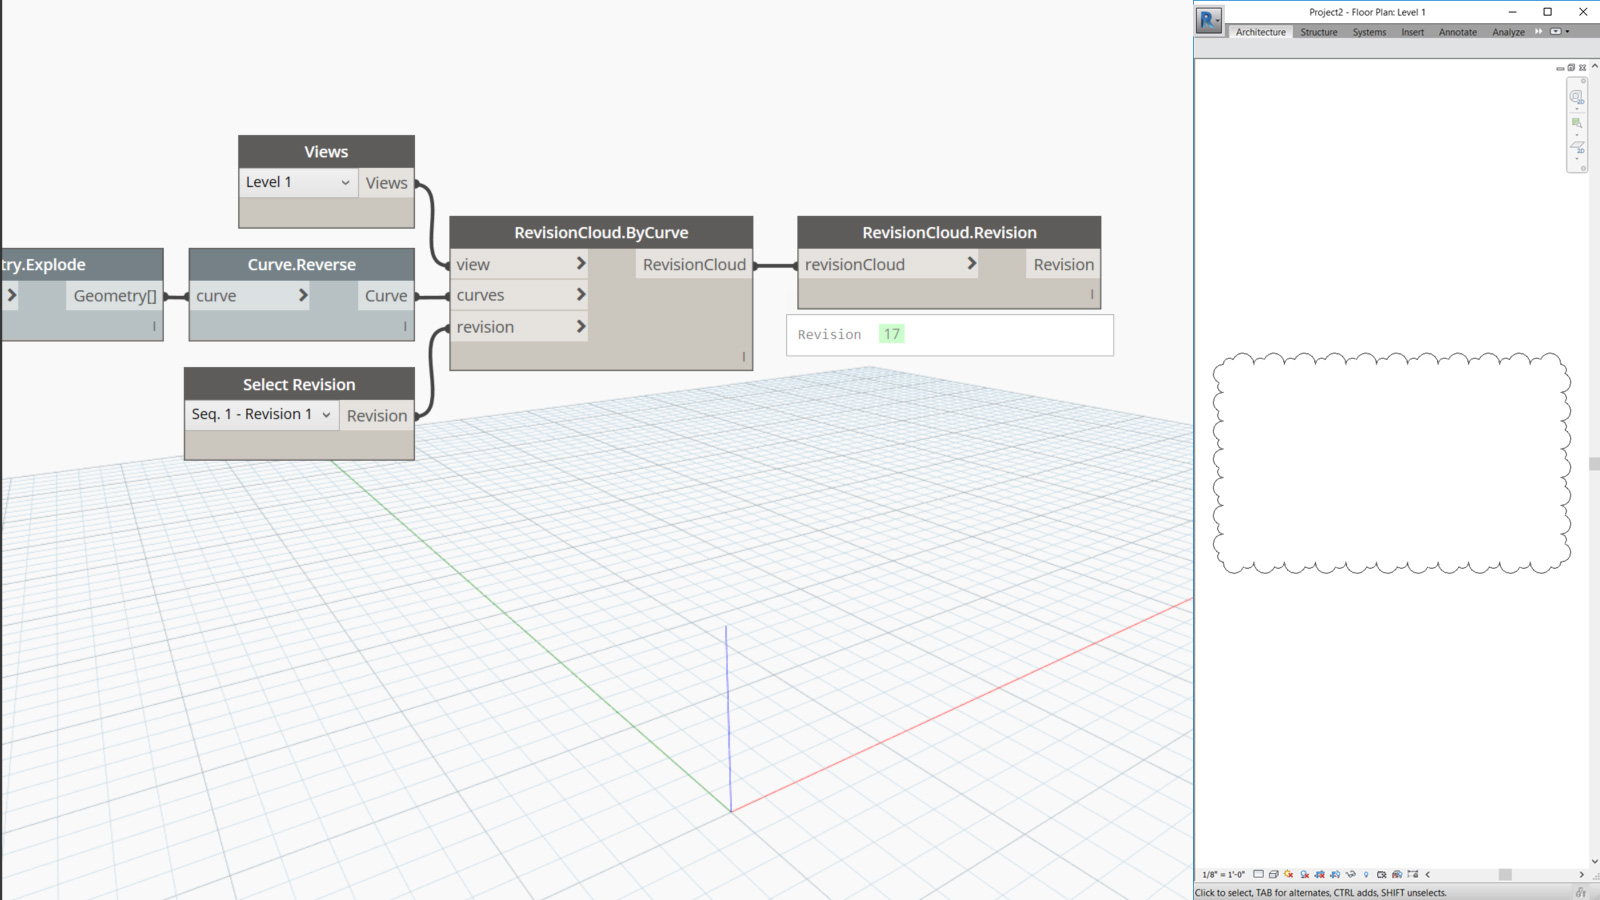 Views
Level 1
Views
try.Explode
Geometry[]
Curve.Reverse
curve
Curve
Select Revision
Seq. 1 - Revision 1
Revision
RevisionCloud.ByCurve
view
RevisionCloud
curves
revision
RevisionCloud.Revision
revisionCloud
Revision
Revision 17
Project2 - Floor Plan: Level 1
Architecture Structure Systems Insert Annotate Analyze
1/8" = 1'-0"
Click to select, TAB for alternates, CTRL adds, SHIFT unselects.